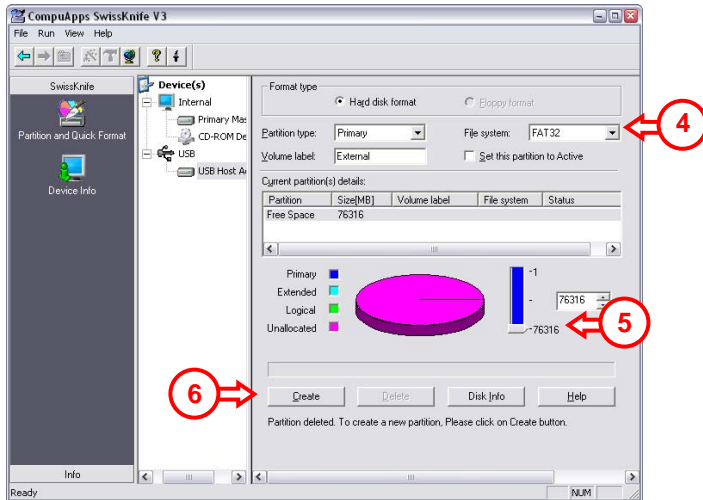 CompuApps SwissKnife V3
File Run View Help
SwissKnife
Partition and Quick Format
Device Info
Info
Device(s)
Internal
Primary Mas
CD-ROM De
USB
USB Host A
Format type
Hard disk format
Floppy format
Partition type: Primary File system: FAT32
4
Volume label: External Set this partition to Active
Current partition(s) details:
Partition Size[MB] Volume label File system Status
Free Space 76316
Primary
Extended
Logical
Unallocated
-1
-
76316
-76316
5
6
Create Delete Disk Info Help
Partition deleted. To create a new partition, Please click on Create button.
Ready NUM